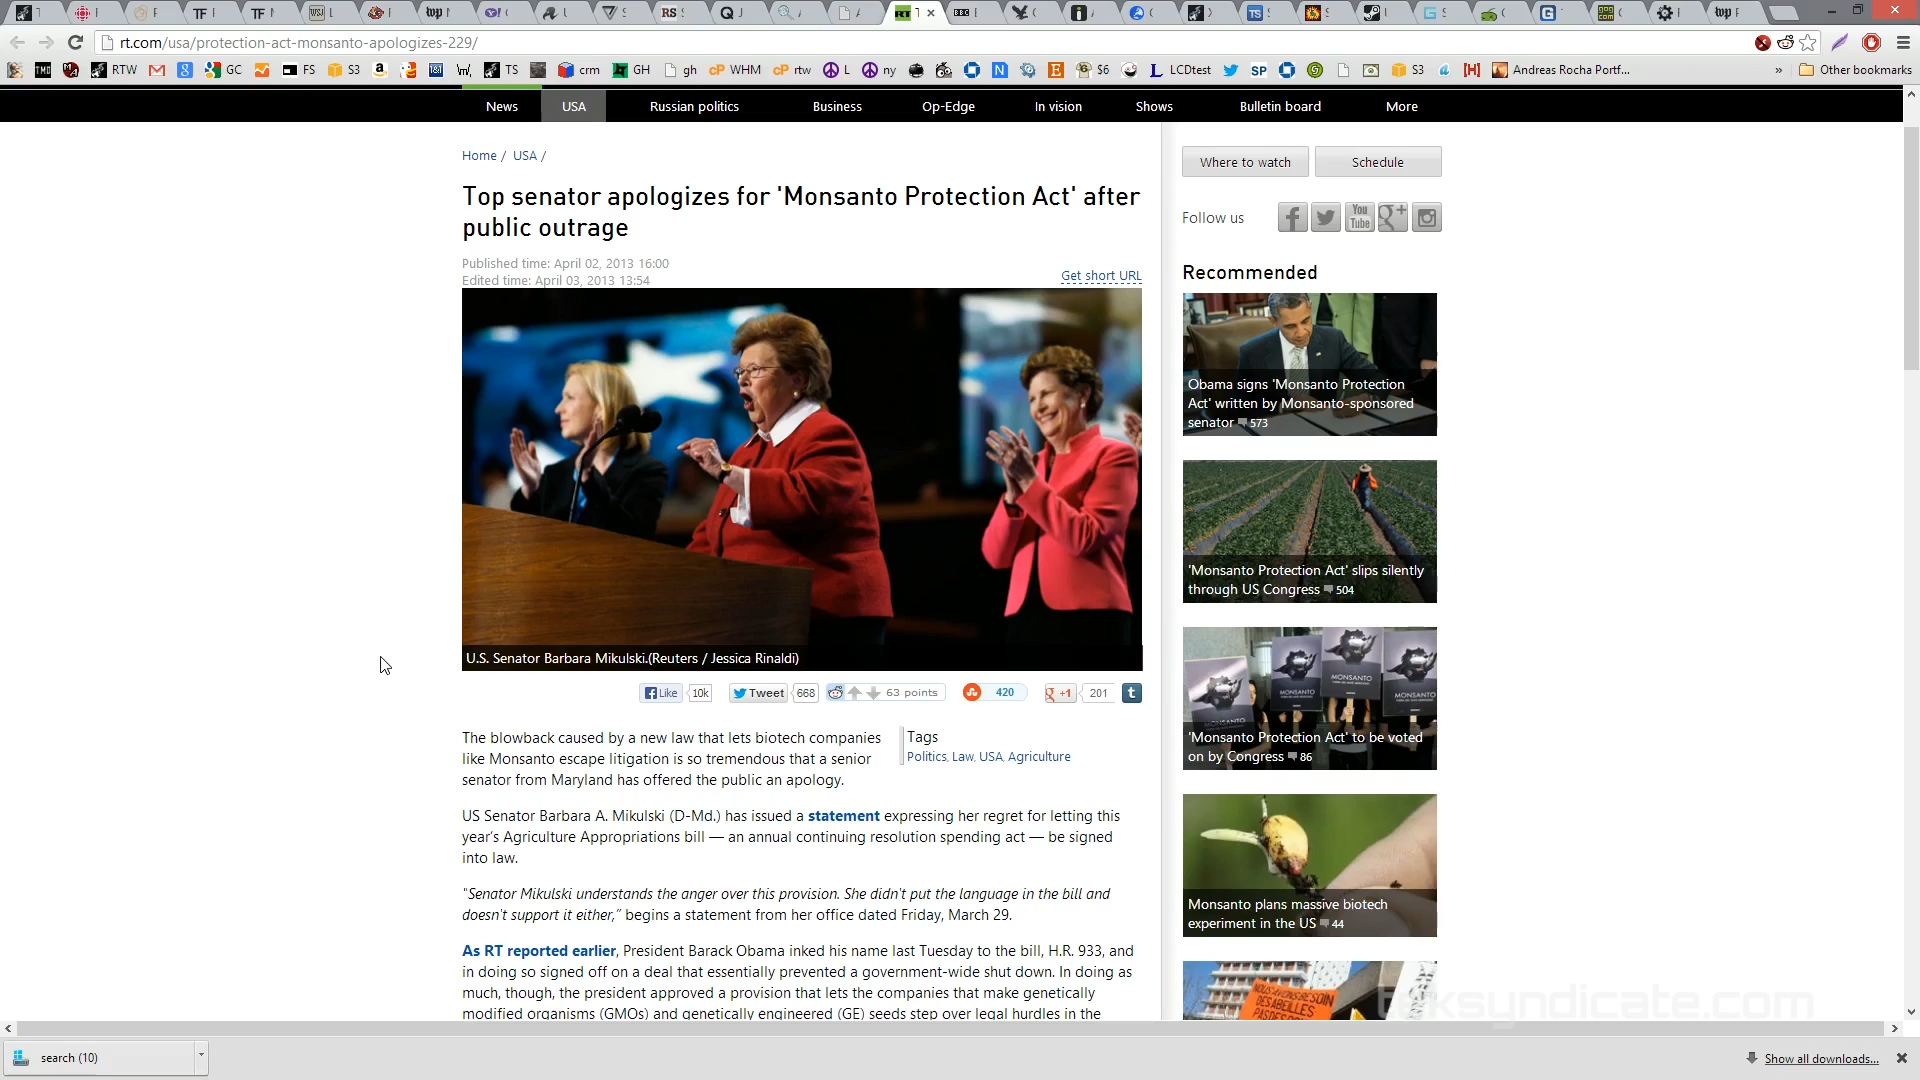 rt.com/usa/protection-act-monsanto-apologizes-229/
RTW
GC
FS
S3
TS
crm
GH
gh
WHM
rtw
L
ny
$6
LCDtest
SP
S3
Andreas Rocha Portf...
»
Other bookmarks
News
USA
Russian politics
Business
Op-Edge
In vision
Shows
Bulletin board
More
Home /
USA /
Top senator apologizes for 'Monsanto Protection Act' after
public outrage
Published time: April 02, 2013 16:00
Edited time: April 03, 2013 13:54
Get short URL
U.S. Senator Barbara Mikulski.(Reuters / Jessica Rinaldi)
Like 10k
Tweet 668
63 points
420
+1 201
The blowback caused by a new law that lets biotech companies
like Monsanto escape litigation is so tremendous that a senior
senator from Maryland has offered the public an apology.
Tags
Politics, Law, USA, Agriculture
US Senator Barbara A. Mikulski (D-Md.) has issued a statement expressing her regret for letting this
year's Agriculture Appropriations bill — an annual continuing resolution spending act — be signed
into law.
"Senator Mikulski understands the anger over this provision. She didn't put the language in the bill and
doesn't support it either," begins a statement from her office dated Friday, March 29.
As RT reported earlier, President Barack Obama inked his name last Tuesday to the bill, H.R. 933, and
in doing so signed off on a deal that essentially prevented a government-wide shut down. In doing as
much, though, the president approved a provision that lets the companies that make genetically
modified organisms (GMOs) and genetically engineered (GE) seeds step over legal hurdles in the
Where to watch
Schedule
Follow us
You
Tube
Recommended
Obama signs 'Monsanto Protection
Act' written by Monsanto-sponsored
senator 573
'Monsanto Protection Act' slips silently
through US Congress 504
MONSANTO
MONSANTO
MONSANTO
MONSANTO
'Monsanto Protection Act' to be voted
on by Congress 86
Monsanto plans massive biotech
experiment in the US 44
NOUS AVONS BESOIN
DES ABEILLES
teksyndicate.com
search (10)
Show all downloads...